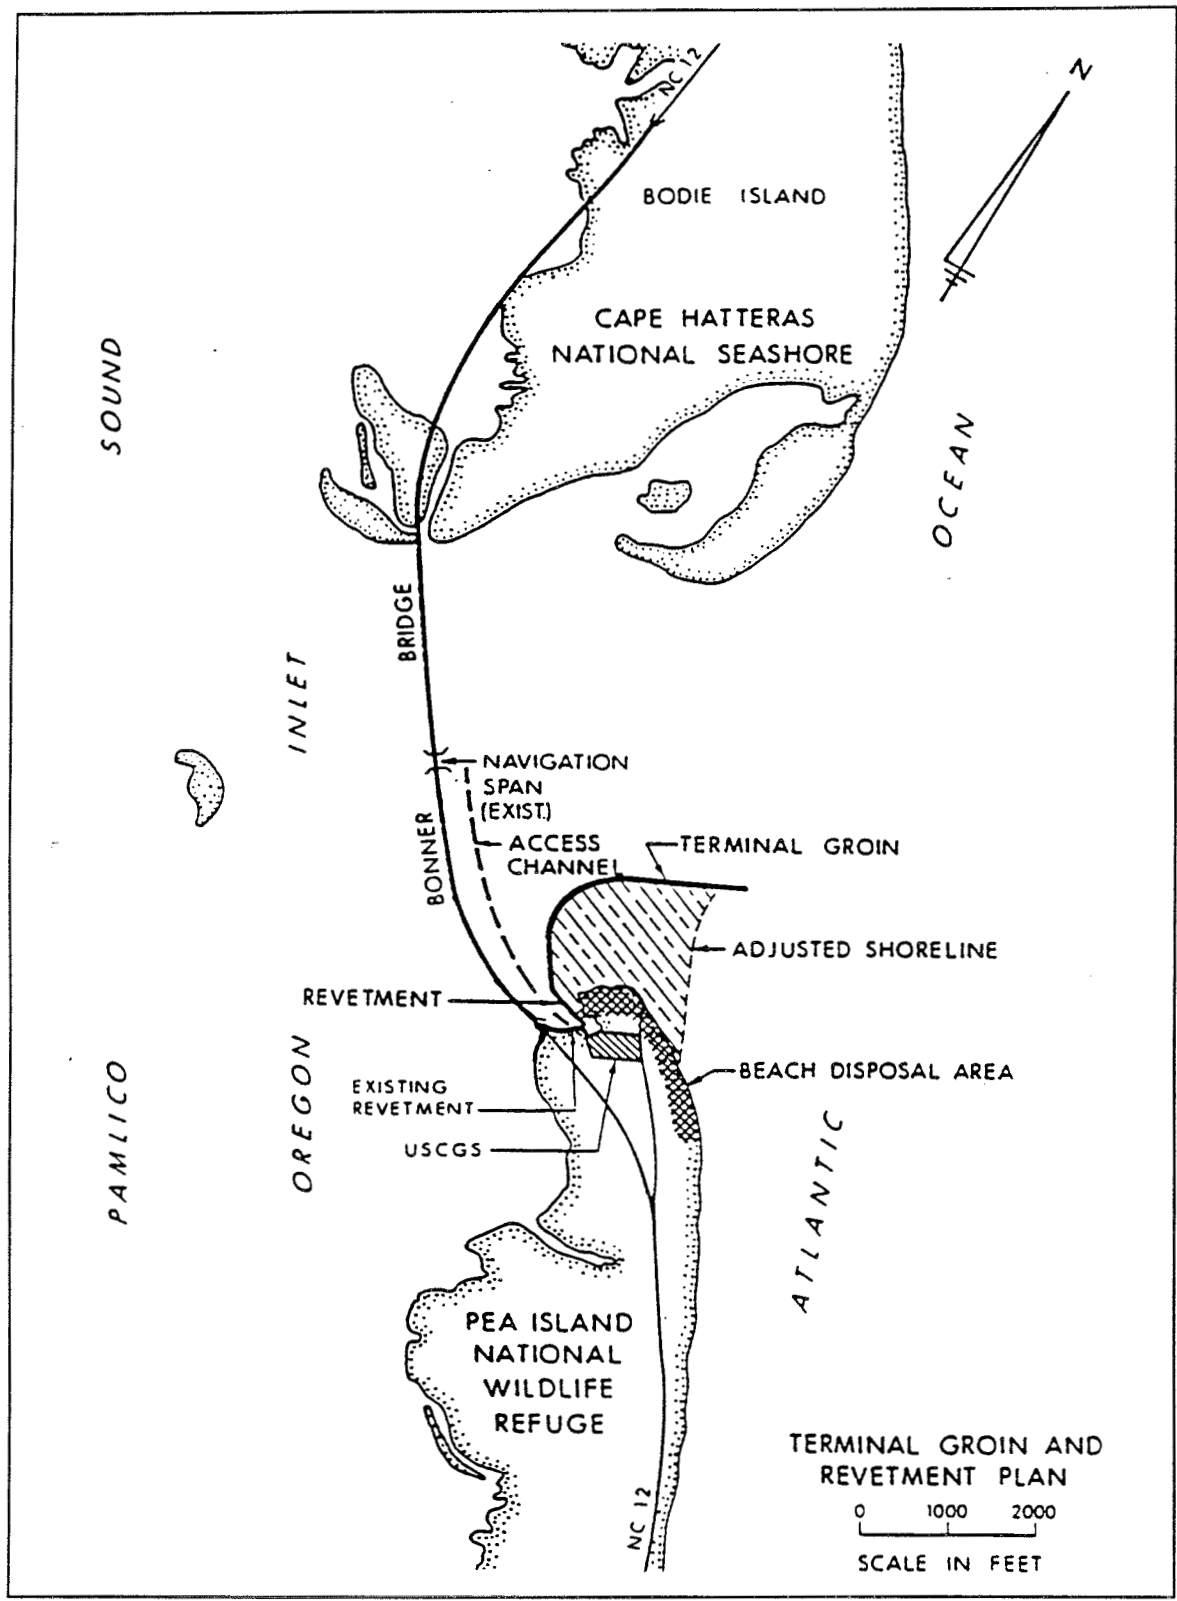 NC 12
N
BODIE ISLAND
CAPE HATTERAS
NATIONAL SEASHORE
SOUND
OCEAN
BRIDGE
INLET
NAVIGATION
SPAN
(EXIST.)
BONNER
ACCESS
CHANNEL
TERMINAL GROIN
ADJUSTED SHORELINE
REVETMENT
OREGON
PAMLICO
BEACH DISPOSAL AREA
EXISTING
REVETMENT
USCGS
ATLANTIC
PEA ISLAND
NATIONAL
WILDLIFE
REFUGE
NC 12
TERMINAL GROIN AND
REVETMENT PLAN
0 1000 2000
SCALE IN FEET